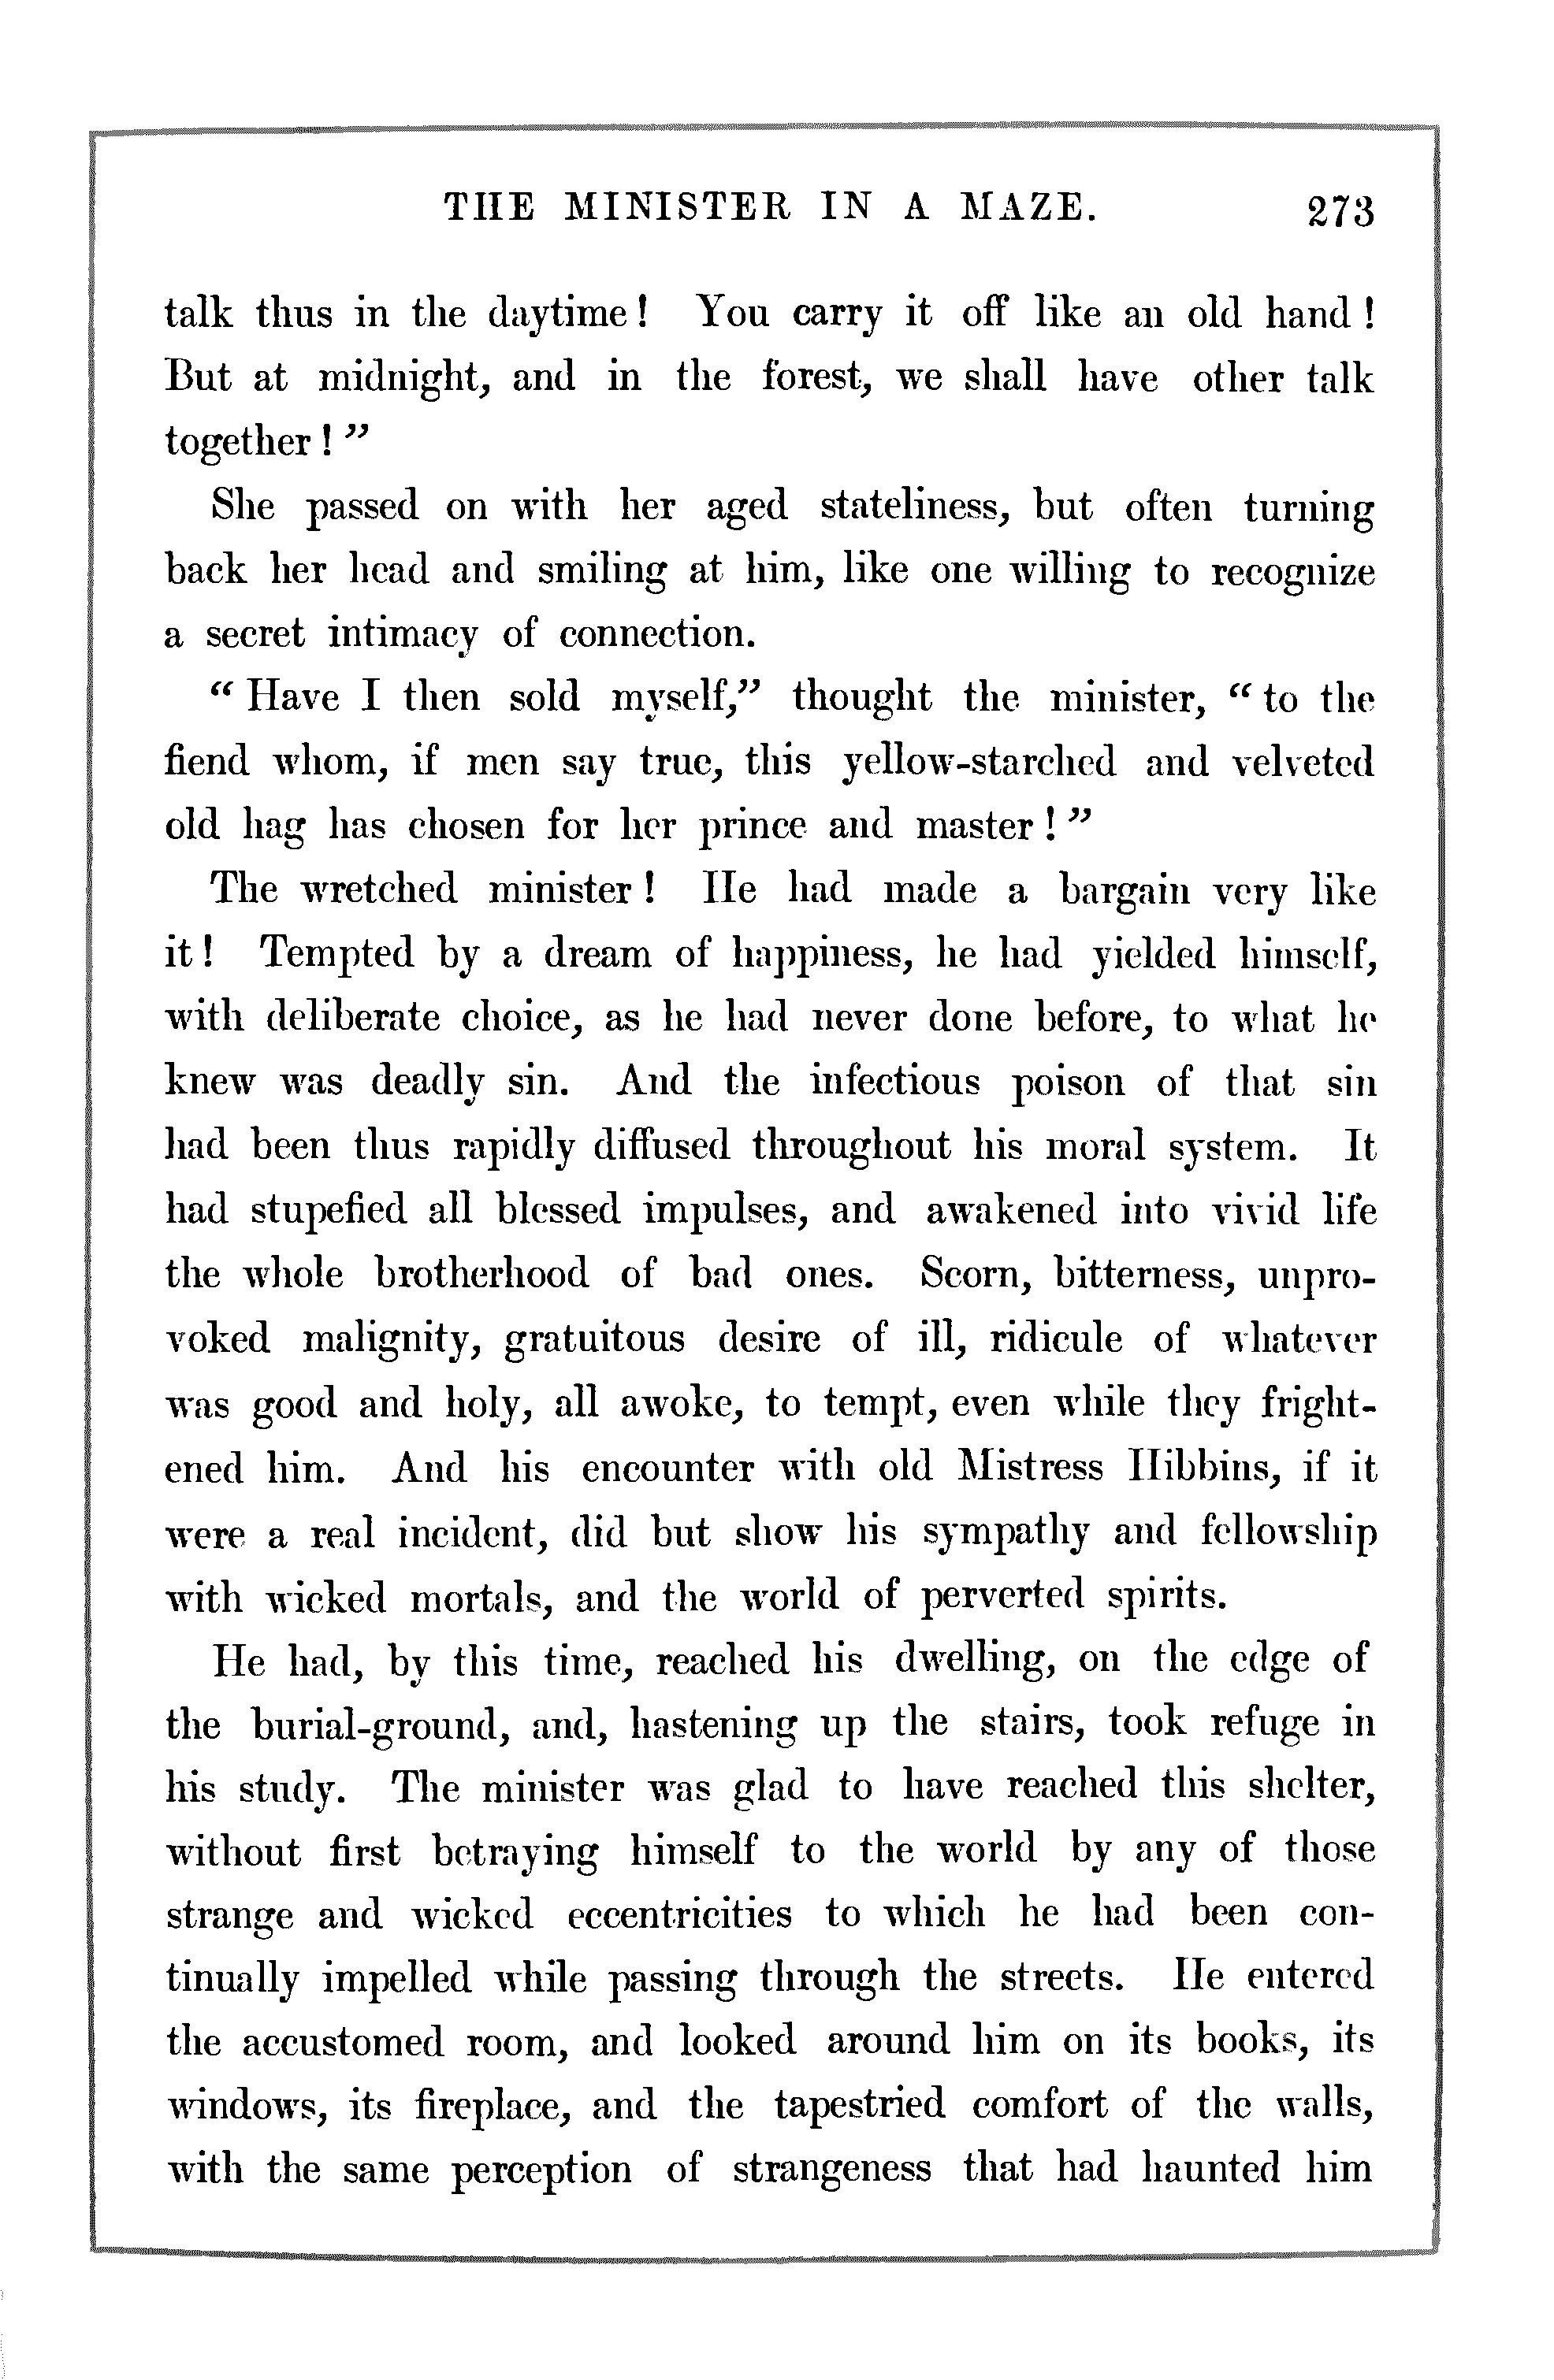 THE MINISTER IN A MAZE. 273
talk thus in the daytime! You carry it off like an old hand!
But at midnight, and in the forest, we shall have other talk
together!”
She passed on with her aged stateliness, but often turning
back her head and smiling at him, like one willing to recognize
a secret intimacy of connection.
“Have I then sold myself,” thought the minister, “to the
fiend whom, if men say true, this yellow-starched and velveted
old hag has chosen for her prince and master!”
The wretched minister! He had made a bargain very like
it! Tempted by a dream of happiness, he had yielded himself,
with deliberate choice, as he had never done before, to what he
knew was deadly sin. And the infectious poison of that sin
had been thus rapidly diffused throughout his moral system. It
had stupefied all blessed impulses, and awakened into vivid life
the whole brotherhood of bad ones. Scorn, bitterness, unpro-
voked malignity, gratuitous desire of ill, ridicule of whatever
was good and holy, all awoke, to tempt, even while they fright-
ened him. And his encounter with old Mistress Hibbins, if it
were a real incident, did but show his sympathy and fellowship
with wicked mortals, and the world of perverted spirits.
He had, by this time, reached his dwelling, on the edge of
the burial-ground, and, hastening up the stairs, took refuge in
his study. The minister was glad to have reached this shelter,
without first betraying himself to the world by any of those
strange and wicked eccentricities to which he had been con-
tinually impelled while passing through the streets. He entered
the accustomed room, and looked around him on its books, its
windows, its fireplace, and the tapestried comfort of the walls,
with the same perception of strangeness that had haunted him